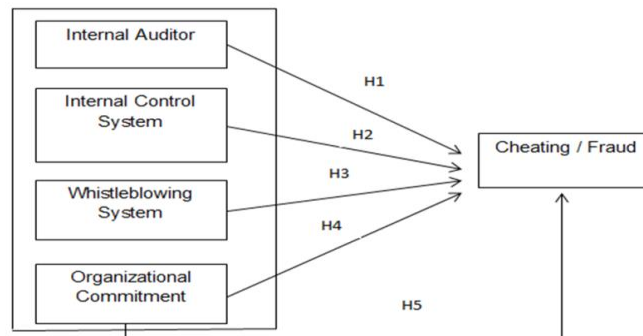 Internal Auditor
H1
Internal Control
System
H2
Cheating / Fraud
H3
Whistleblowing
System
H4
Organizational
Commitment
H5